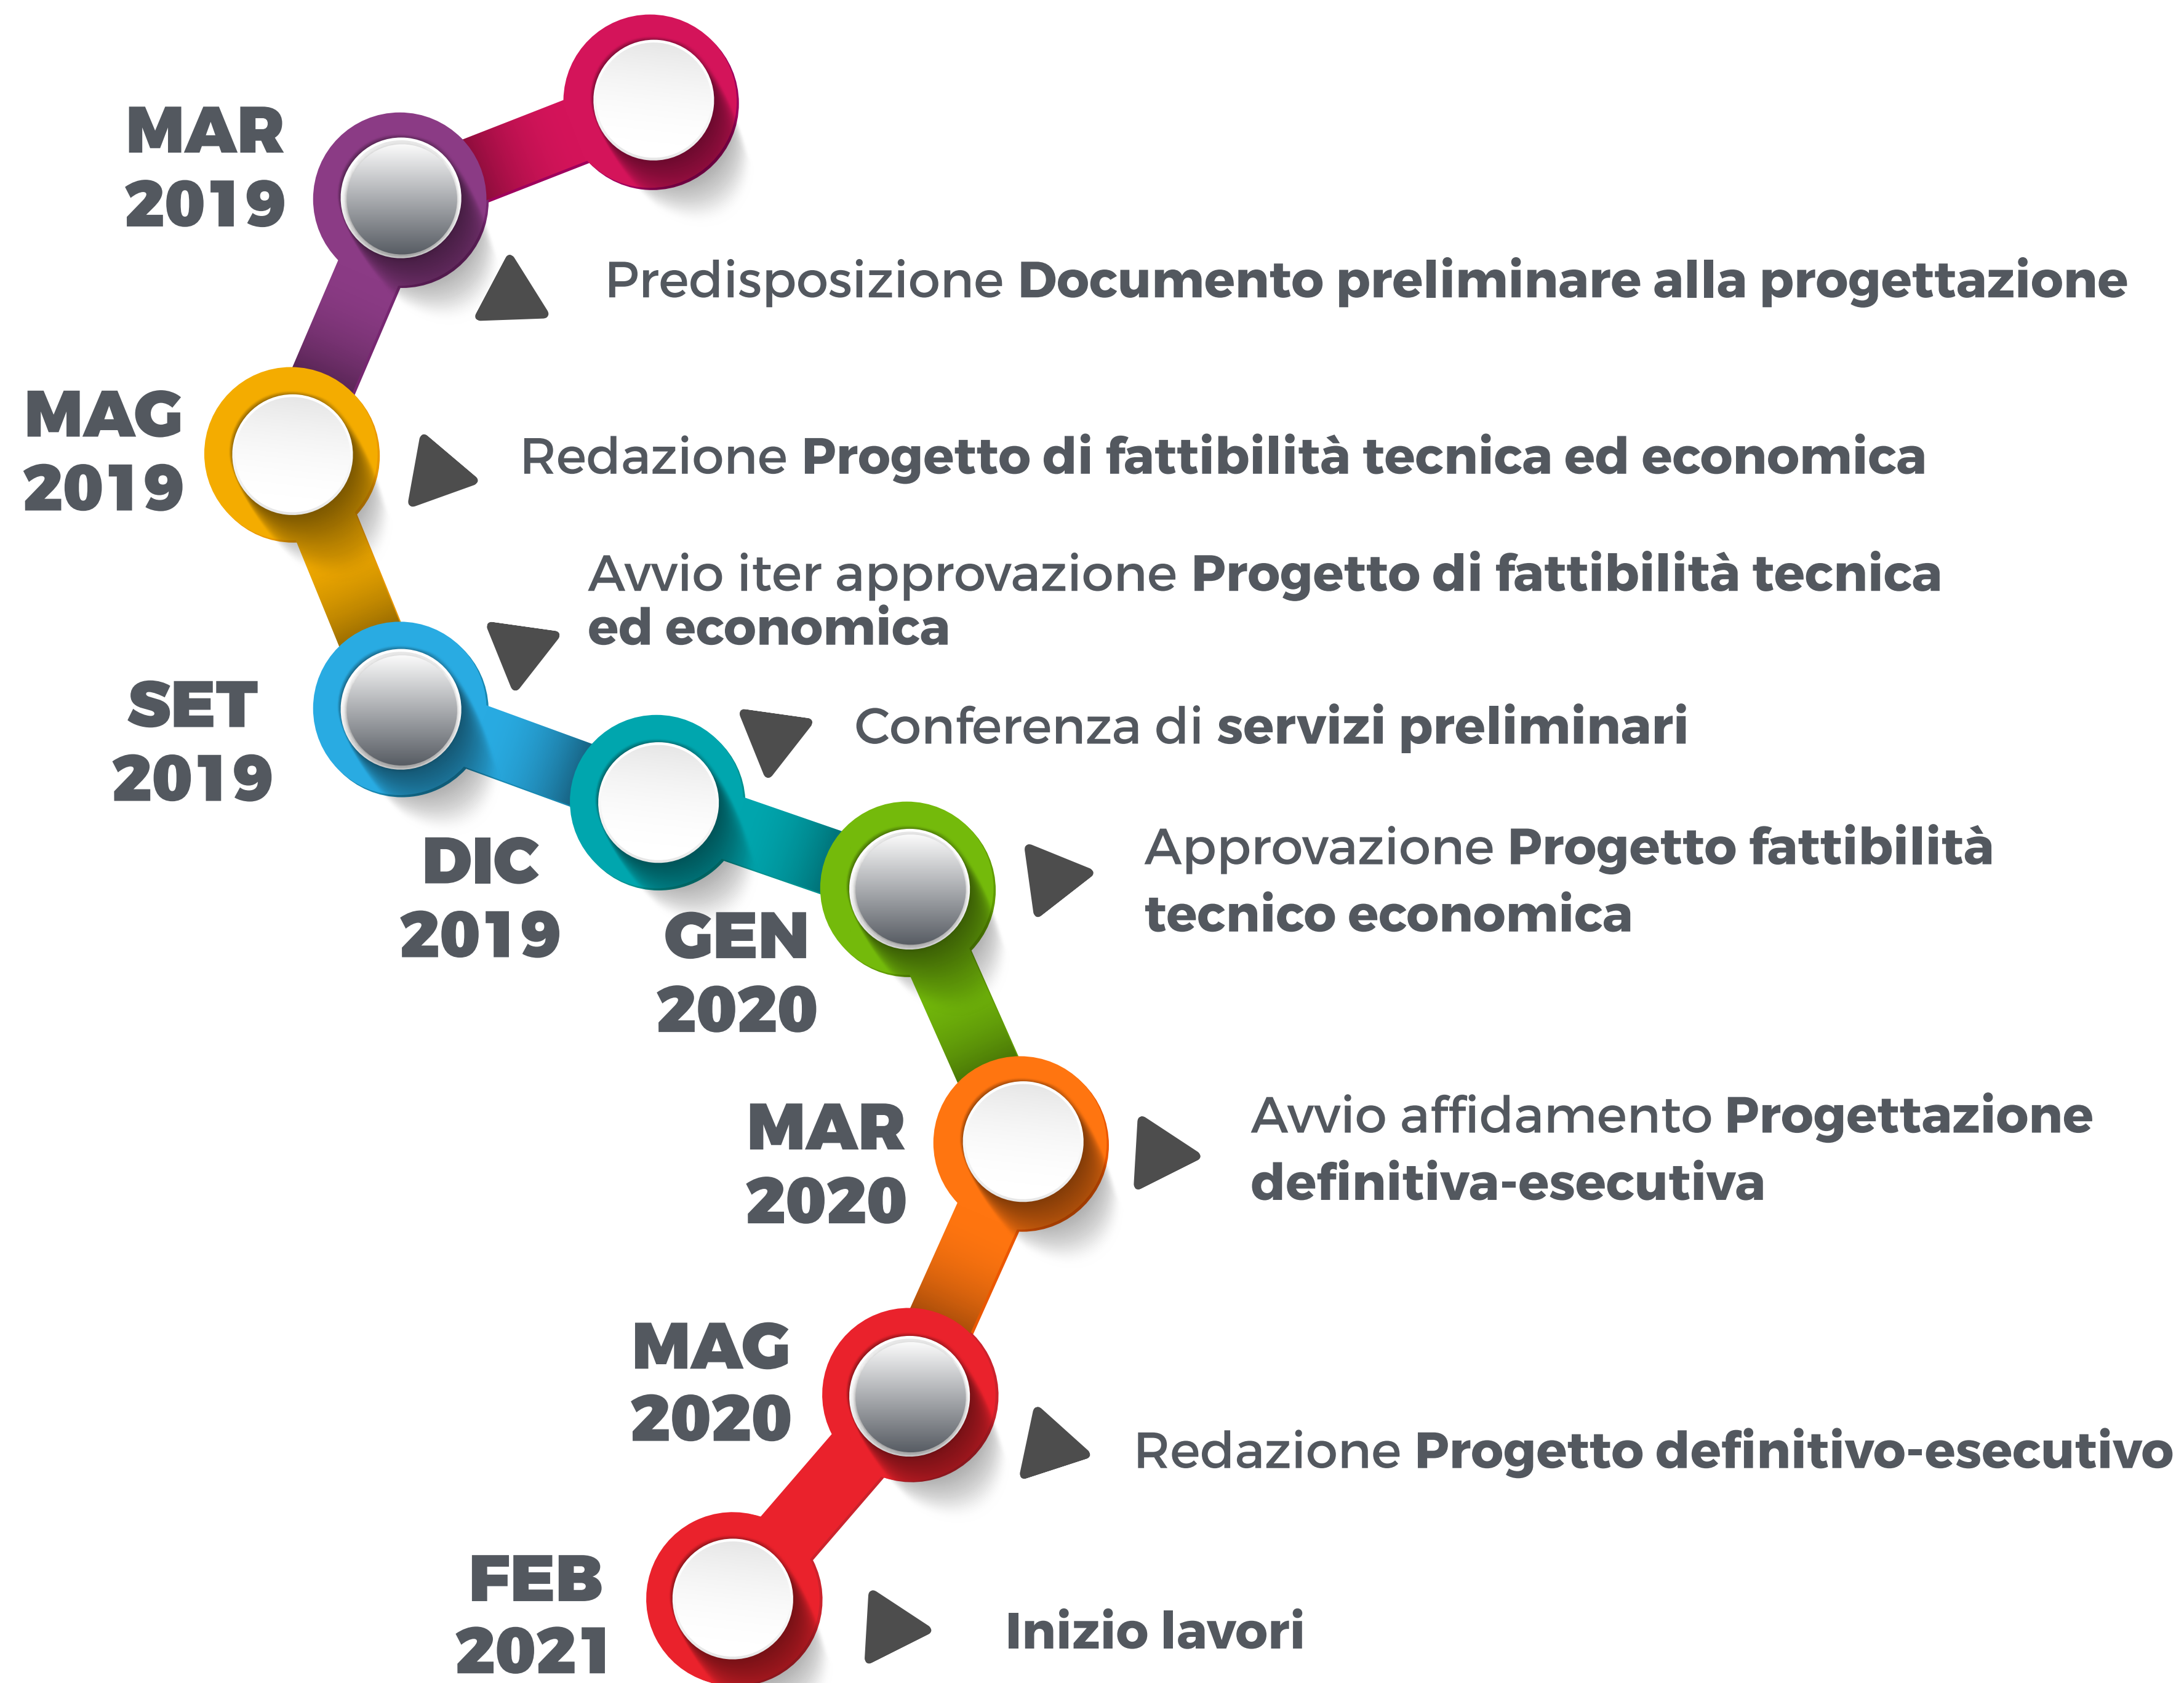 MAR
2019
Predisposizione Documento preliminare alla progettazione
MAG
2019
Redazione Progetto di fattibilità tecnica ed economica
Avvio iter approvazione Progetto di fattibilità tecnica
ed economica
SET
2019
Conferenza di servizi preliminari
DIC
2019
GEN
2020
Approvazione Progetto fattibilità
tecnico economica
MAR
2020
Avvio affidamento Progettazione
definitiva-esecutiva
MAG
2020
Redazione Progetto definitivo-esecutivo
FEB
2021
Inizio lavori